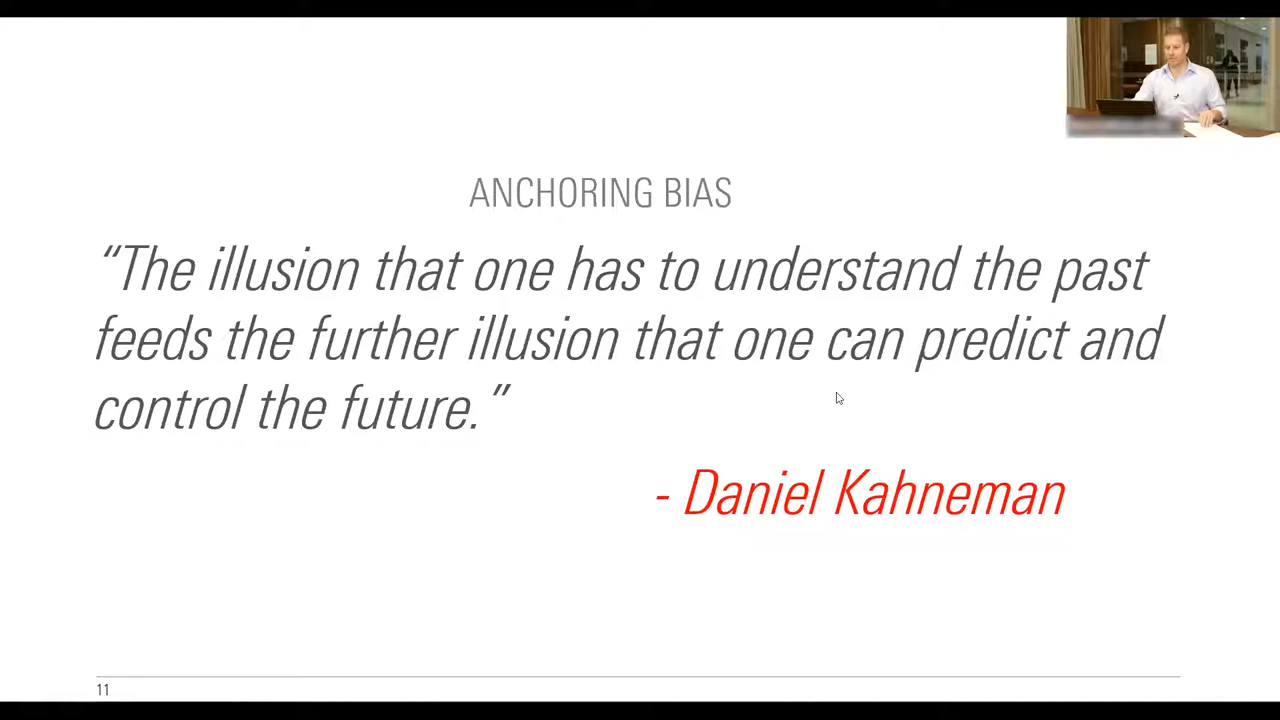 ANCHORING BIAS
“The illusion that one has to understand the past
feeds the further illusion that one can predict and
control the future.”
- Daniel Kahneman
11